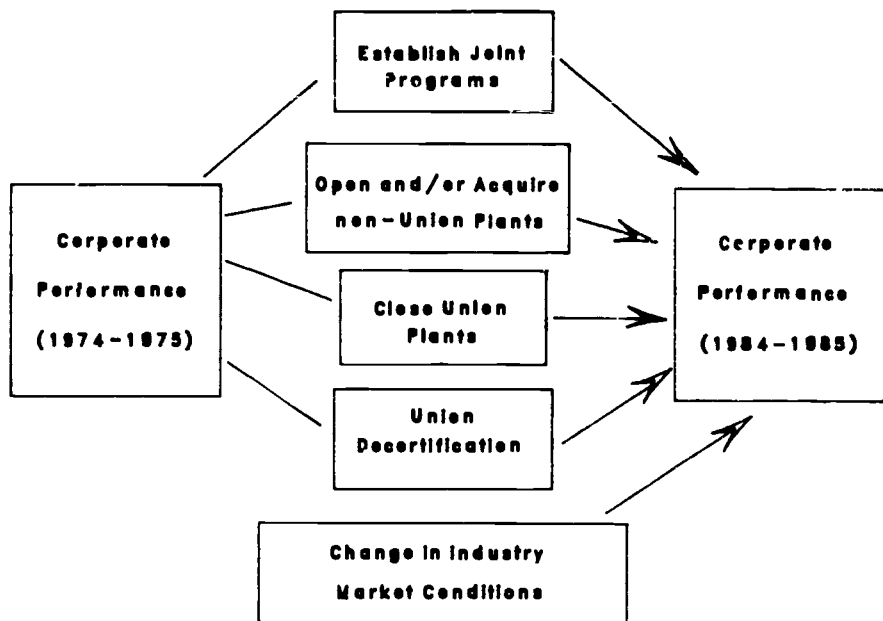 Establish Joint
Programs
Open and/or Acquire
non-Union Plants
Corporate
Performance
(1974-1975)
Close Union
Plants
Union
Decertification
Corporate
Performance
(1984-1985)
Change in Industry
Market Conditions